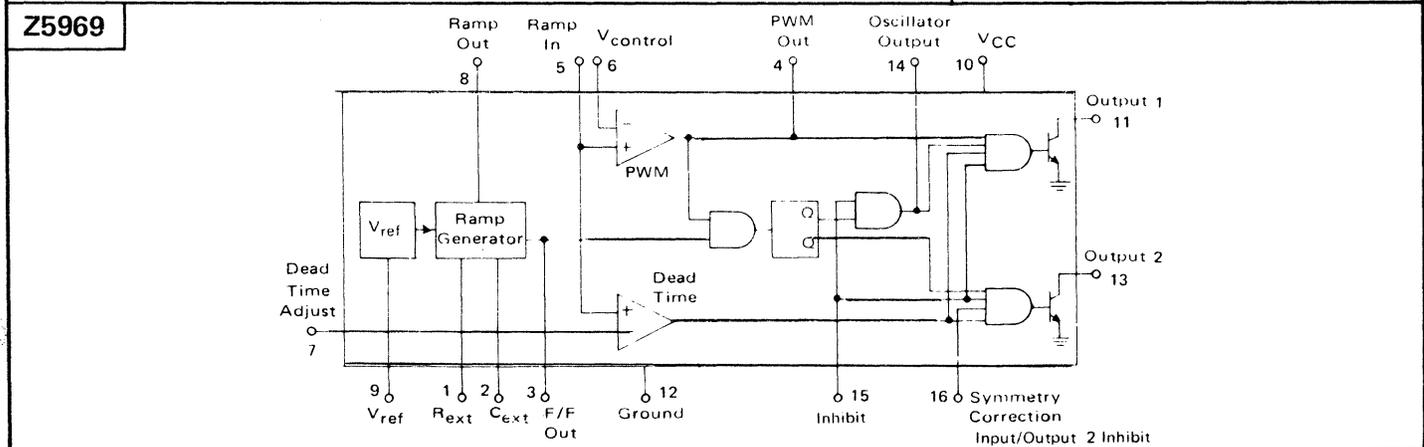 Z5969
Ramp
Out
8
Ramp
In
5
Vcontrol
6
PWM
Out
4
Oscillator
Output
14
VCC
10
Output 1
11
+
PWM
Vref
Ramp
Generator
Q
Q
Dead
Time
Adjust
7
Dead
Time
+
Output 2
13
9
Vref
1
Rext
2
Cext
3
F/F
Out
12
Ground
15
Inhibit
16
Symmetry
Correction
Input/Output 2 Inhibit